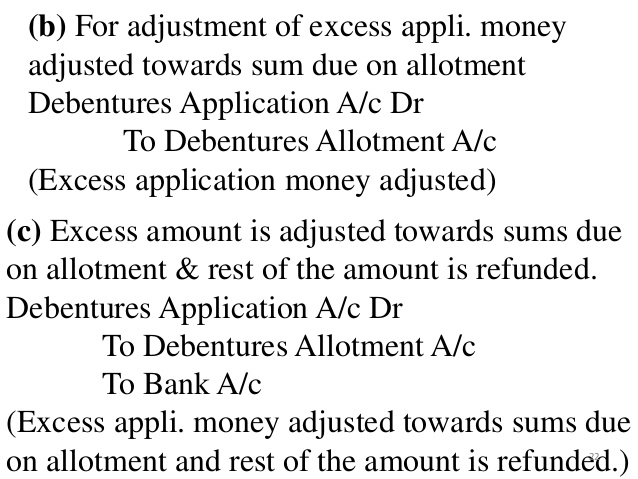 (b) For adjustment of excess appli. money
adjusted towards sum due on allotment
Debentures Application A/c Dr
To Debentures Allotment A/c
(Excess application money adjusted)
(c) Excess amount is adjusted towards sums due
on allotment & rest of the amount is refunded.
Debentures Application A/c Dr
To Debentures Allotment A/c
To Bank A/c
(Excess appli. money adjusted towards sums due
on allotment and rest of the amount is refunded.)